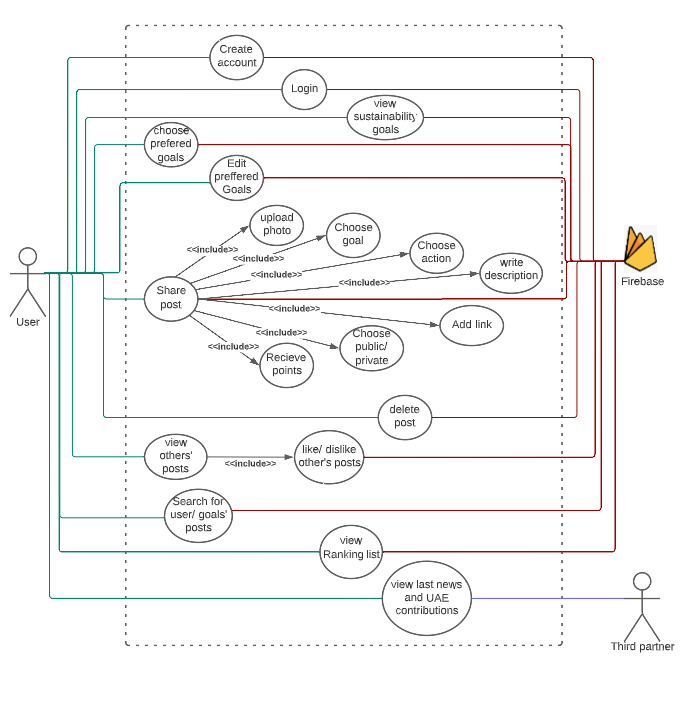 Create
account
Login
view
sustainability
goals
choose
prefered
goals
Edit
preffered
Goals
upload
photo
Choose
goal
Choose
action
write
description
<<include>>
<<include>>
<<include>>
<<include>>
Share
post
<<include>>
Add link
<<include>>
Choose
public/
private
<<include>>
Recieve
points
User
Firebase
delete
post
view
others'
posts
<<include>>
like/ dislike
other's posts
Search for
user/ goals'
posts
view
Ranking list
view last news
and UAE
contributions
Third partner